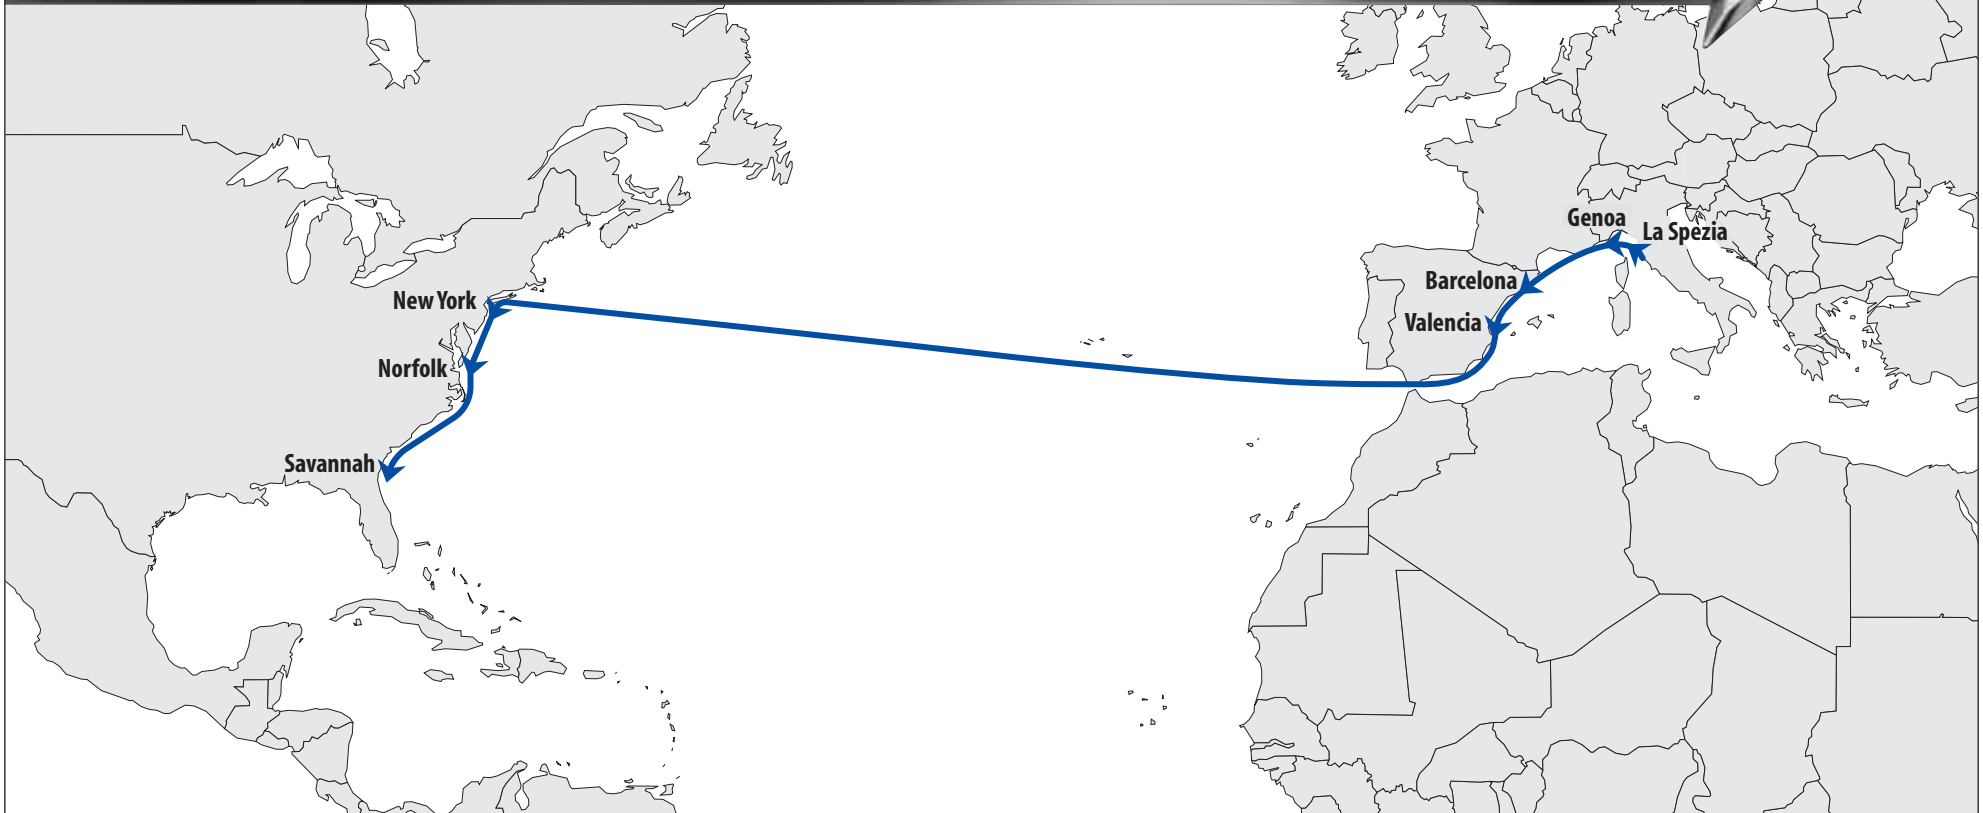 Genoa
La Spezia
Barcelona
New York
Valencia
Norfolk
Savannah